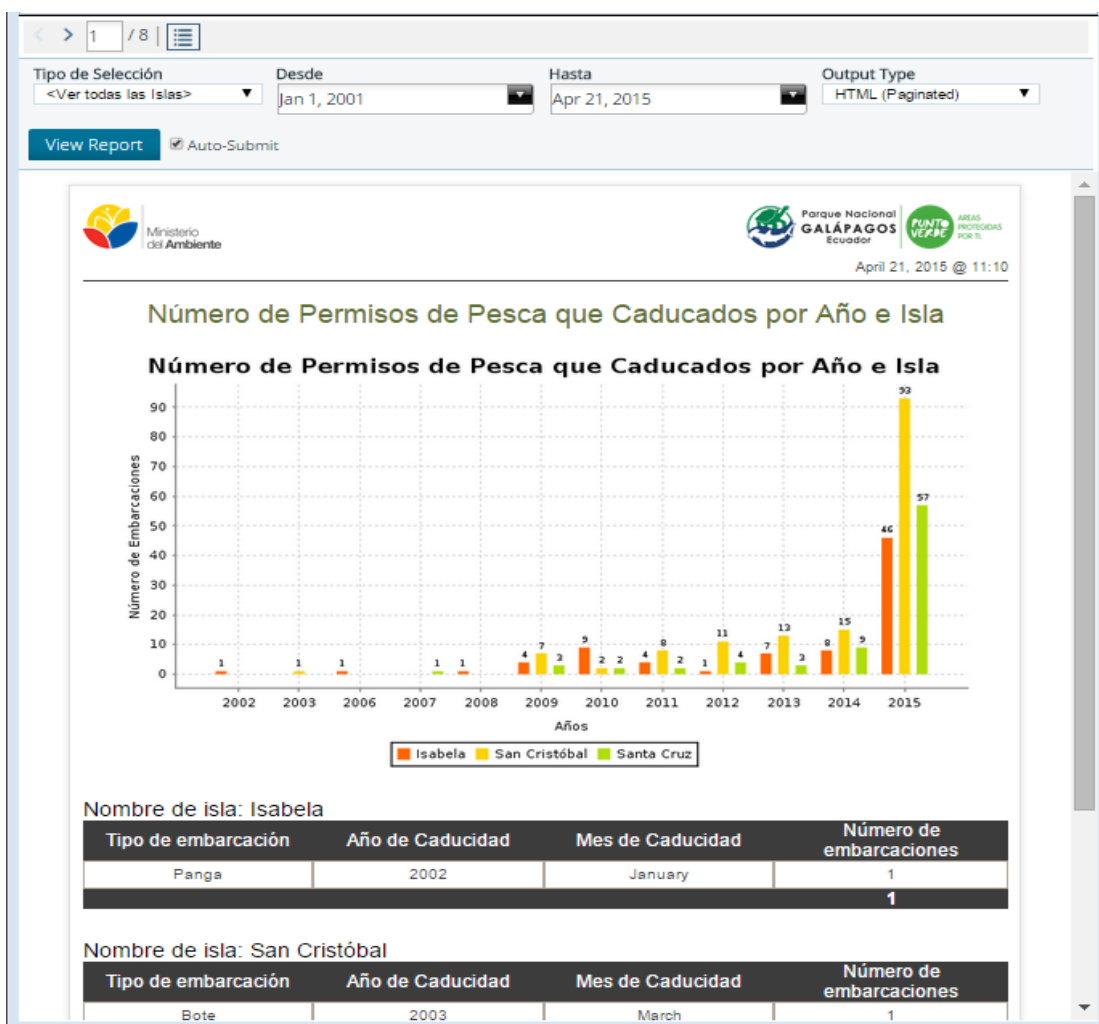 1 / 8
Tipo de Selección Desde Hasta Output Type
<Ver todas las Islas> Jan 1, 2001 Apr 21, 2015 HTML (Paginated)
View Report Auto-Submit
Ministerio
del Ambiente
Parque Nacional
GALÁPAGOS
Ecuador
PUNTO
VERDE
AREAS
PROTEGIDAS
POR TI.
April 21, 2015 @ 11:10
Número de Permisos de Pesca que Caducados por Año e Isla
Número de Permisos de Pesca que Caducados por Año e Isla
Número de Embarcaciones
90
80
70
60
50
40
30
20
10
0
1 1 1 1 1 4 7 3 9 2 2 4 8 2 1 11 4 7 13 3 8 15 9 46 93 57
2002 2003 2006 2007 2008 2009 2010 2011 2012 2013 2014 2015
Años
Isabela San Cristóbal Santa Cruz
Nombre de isla: Isabela
Tipo de embarcación Año de Caducidad Mes de Caducidad Número de embarcaciones
Panga 2002 January 1
1
Nombre de isla: San Cristóbal
Tipo de embarcación Año de Caducidad Mes de Caducidad Número de embarcaciones
Bote 2003 March 1